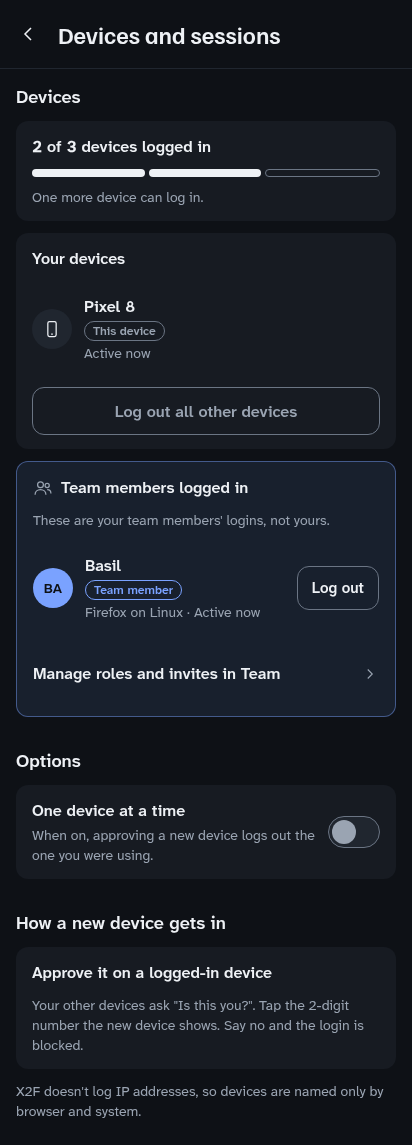 Devices and sessions
Devices
2 of 3 devices logged in
One more device can log in.
Your devices
Pixel 8
This device
Active now
Log out all other devices
Team members logged in
These are your team members' logins, not yours.
BA
Basil
Team member
Firefox on Linux · Active now
Log out
Manage roles and invites in Team
Options
One device at a time
When on, approving a new device logs out the
one you were using.
How a new device gets in
Approve it on a logged-in device
Your other devices ask "Is this you?". Tap the 2-digit
number the new device shows. Say no and the login is
blocked.
X2F doesn't log IP addresses, so devices are named only by
browser and system.